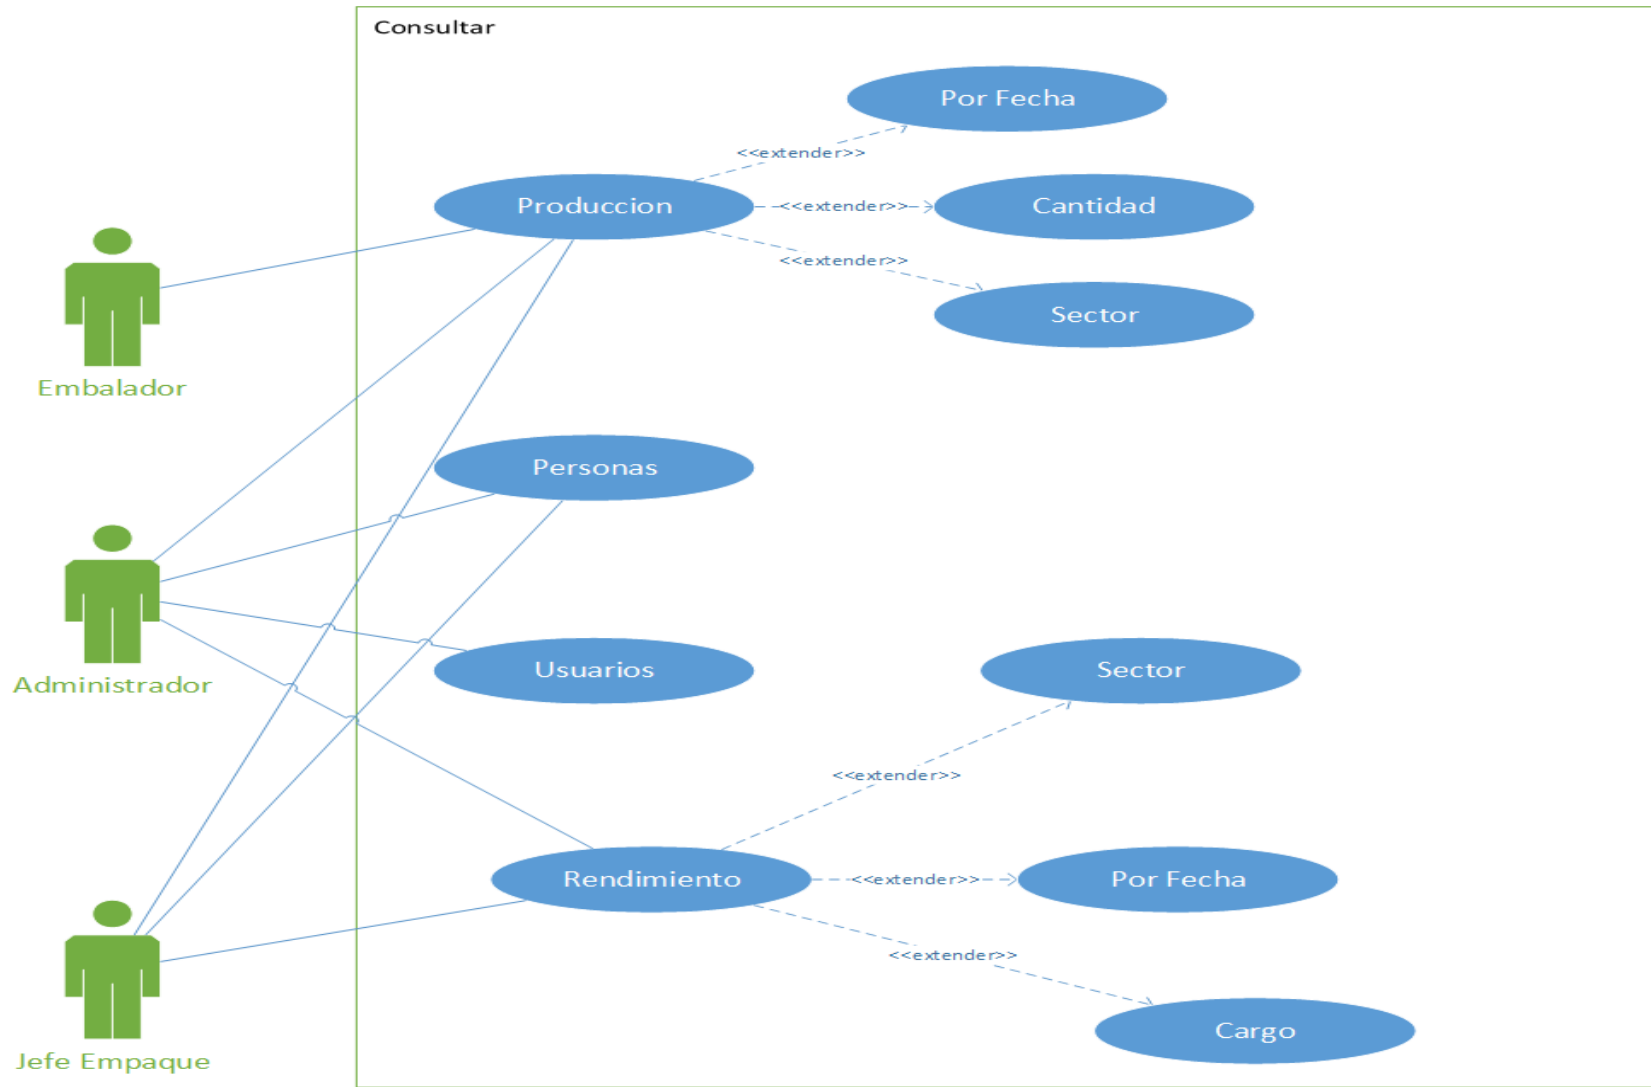 Consultar
Por Fecha
<<extender>>
Produccion
<<extender>>
Cantidad
<<extender>>
Sector
Embalador
Personas
Usuarios
Sector
Administrador
<<extender>>
Rendimiento
<<extender>>
Por Fecha
<<extender>>
Cargo
Jefe Empaque